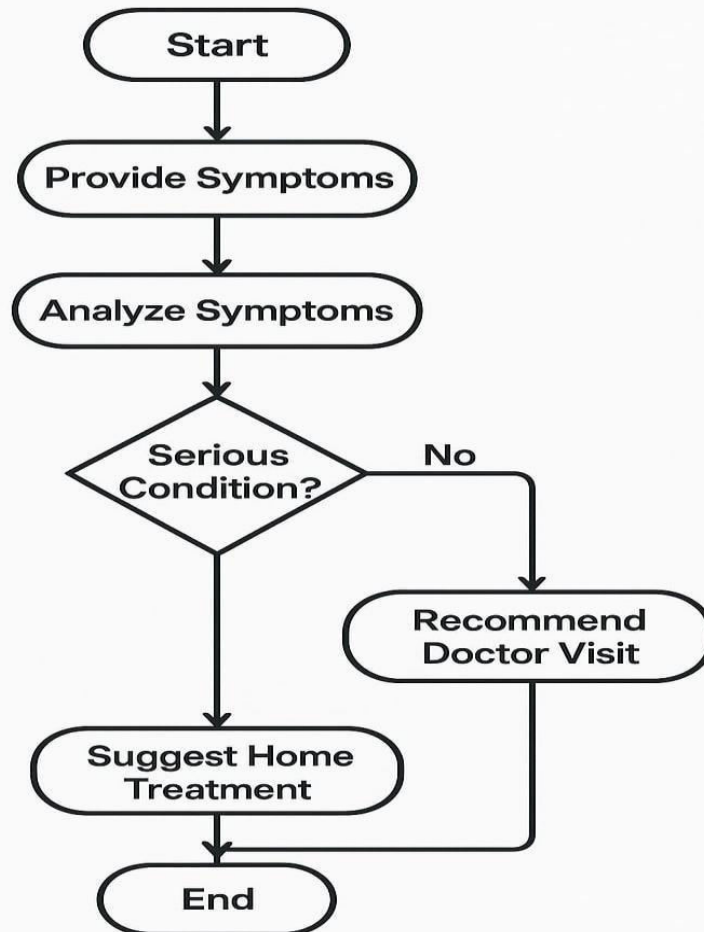 Start
Provide Symptoms
Analyze Symptoms
Serious
Condition?
No
Recommend
Doctor Visit
Suggest Home
Treatment
End